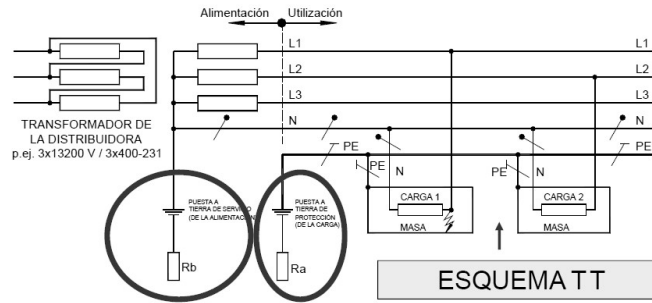 Alimentación Utilización
L1
L2
L3
N
PE
TRANSFORMADOR DE
LA DISTRIBUIDORA
p.ej. 3x13200 V / 3x400-231
L1
L2
L3
N
PE
PE
N
PE
N
CARGA 1
MASA
CARGA 2
MASA
PUESTA A
TIERRA DE SERVICIO
(DE LA ALIMENTACIÓN)
Rb
PUESTA A
TIERRA DE
PROTECCIÓN
(DE LA CARGA)
Ra
ESQUEMA TT